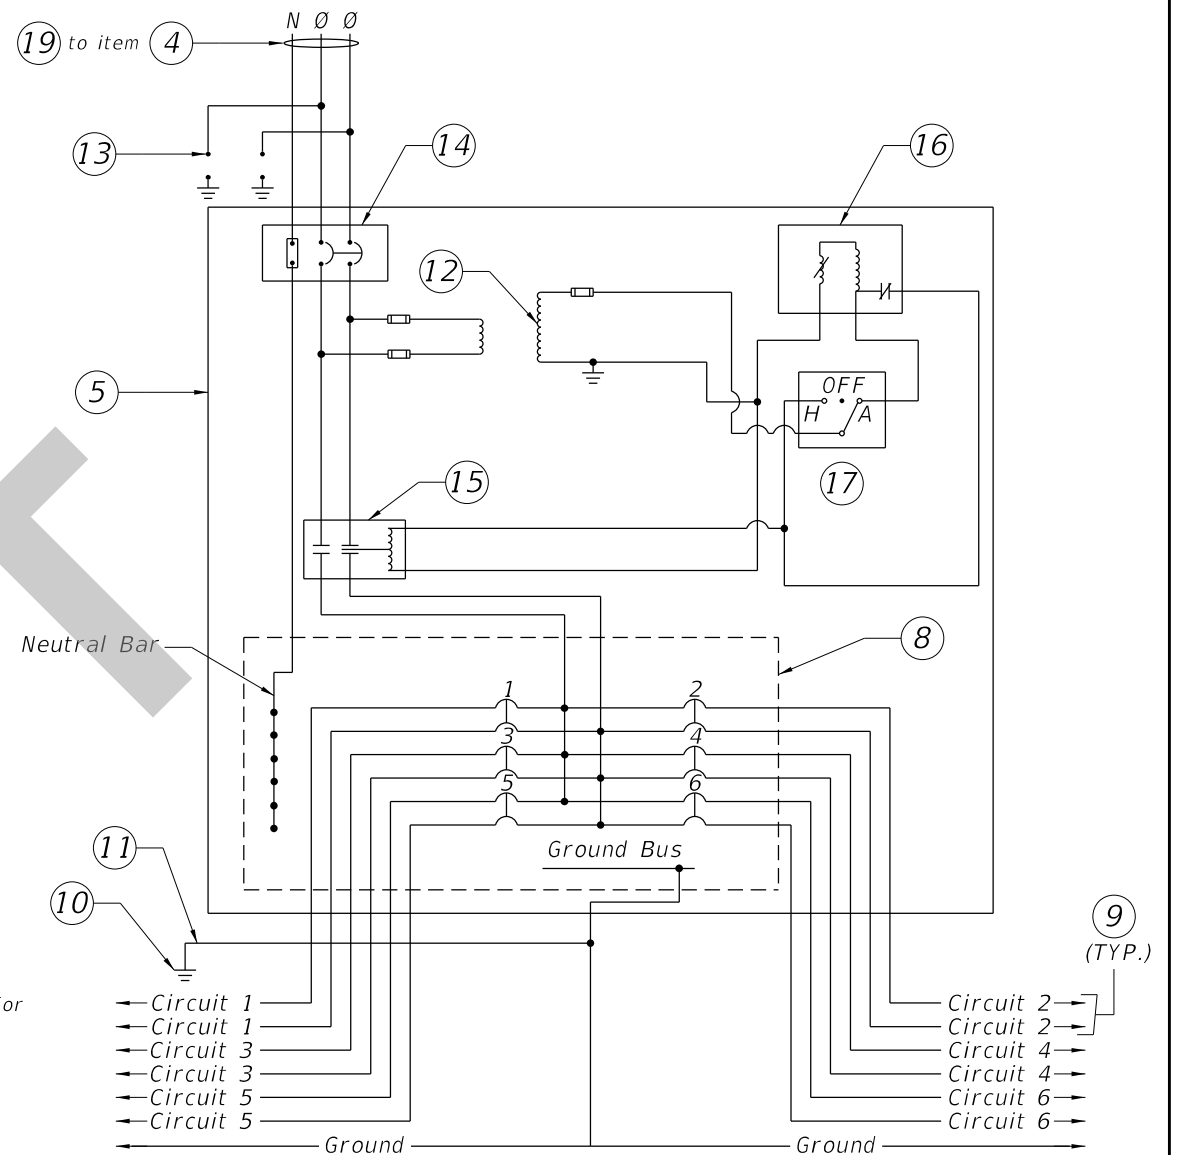 N Ø Ø
19 to item 4
13
14
16
12
5
OFF
H A
17
15
8
Neutral Bar
1 2
3 4
5 6
Ground Bus
11
10
9
(TYP.)
Circuit 1 Circuit 2
Circuit 1 Circuit 2
Circuit 3 Circuit 4
Circuit 3 Circuit 4
Circuit 5 Circuit 6
Circuit 5 Circuit 6
Ground Ground